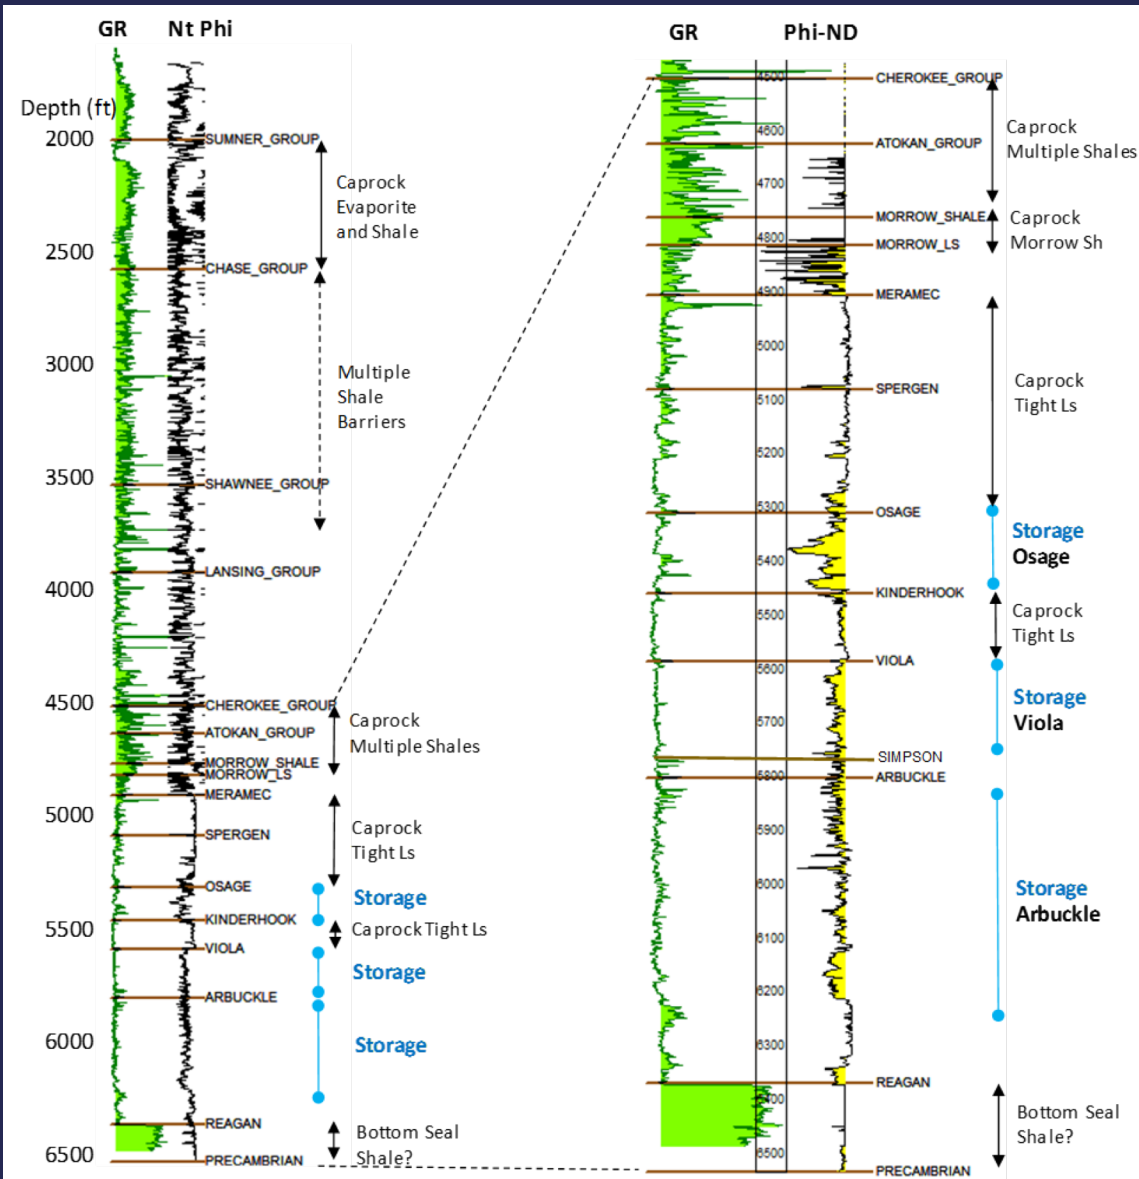 GR Nt Phi
Depth (ft)
2000
SUMNER_GROUP
Caprock
Evaporite
and Shale
2500
CHASE_GROUP
3000
Multiple
Shale
Barriers
3500
SHAWNEE_GROUP
LANSING_GROUP
4000
4500
CHEROKEE_GROUP
ATOKAN_GROUP
Caprock
Multiple Shales
MORROW_SHALE
MORROW_LS
MERAMEC
5000
SPERGEN
Caprock
Tight Ls
OSAGE
Storage
KINDERHOOK
5500
Caprock Tight Ls
VIOLA
Storage
ARBUCKLE
6000
Storage
REAGAN
Bottom Seal
Shale?
6500
PRECAMBRIAN
GR Phi-ND
4500
CHEROKEE_GROUP
4600
Caprock
Multiple Shales
ATOKAN_GROUP
4700
MORROW_SHALE
Caprock
Morrow Sh
4800
MORROW_LS
4900
MERAMEC
5000
SPERGEN
Caprock
Tight Ls
5100
5200
5300
OSAGE
Storage
Osage
5400
KINDERHOOK
5500
Caprock
Tight Ls
5600
VIOLA
Storage
Viola
5700
SIMPSON
5800
ARBUCKLE
5900
6000
Storage
Arbuckle
6100
6200
6300
REAGAN
6400
Bottom Seal
Shale?
6500
PRECAMBRIAN